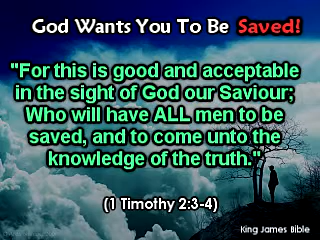 God Wants You To Be Saved!
"For this is good and acceptable
in the sight of God our Saviour;
Who will have ALL men to be
saved, and to come unto the
knowledge of the truth."
(1 Timothy 2:3-4)
King James Bible